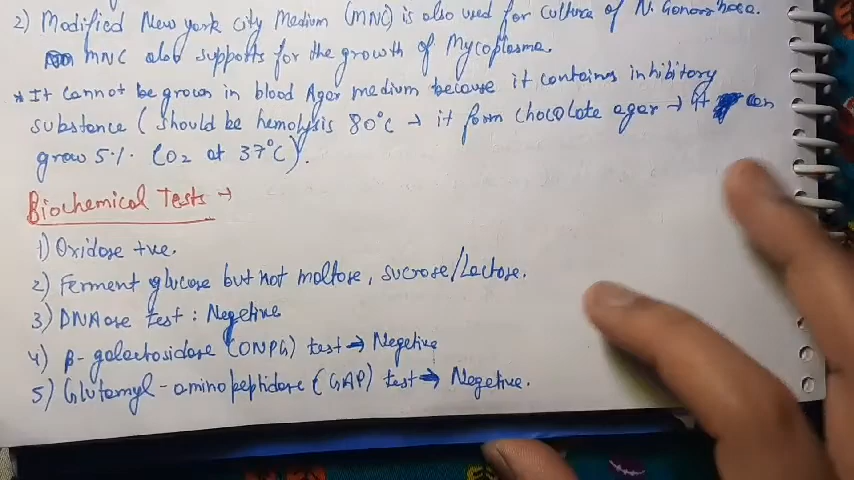 2) Modified New york city Medium (MNC) is also used for culture of N. Gonorrhoea.
MNC also supports for the growth of Mycoplasma.
* It cannot be grown in blood Agar medium because it contains inhibitory
substance (should be hemolysis 80°C → it form chocolate agar → it can
grow 5%. CO2 at 37°C).
Biochemical Tests →
1) Oxidase +ve.
2) Ferment glucose but not maltose, sucrose/Lactose.
3) DNAase test : Negetive
4) β-galactosidase (ONPG) test → Negetive
5) Glutamyl-aminopeptidase (GAP) test → Negetive.